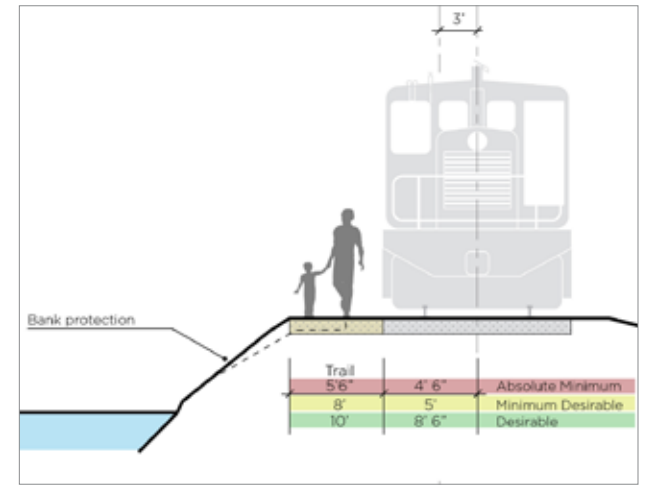 3'
Bank protection
Trail
5'6" 4' 6" Absolute Minimum
8' 5' Minimum Desirable
10' 8' 6" Desirable